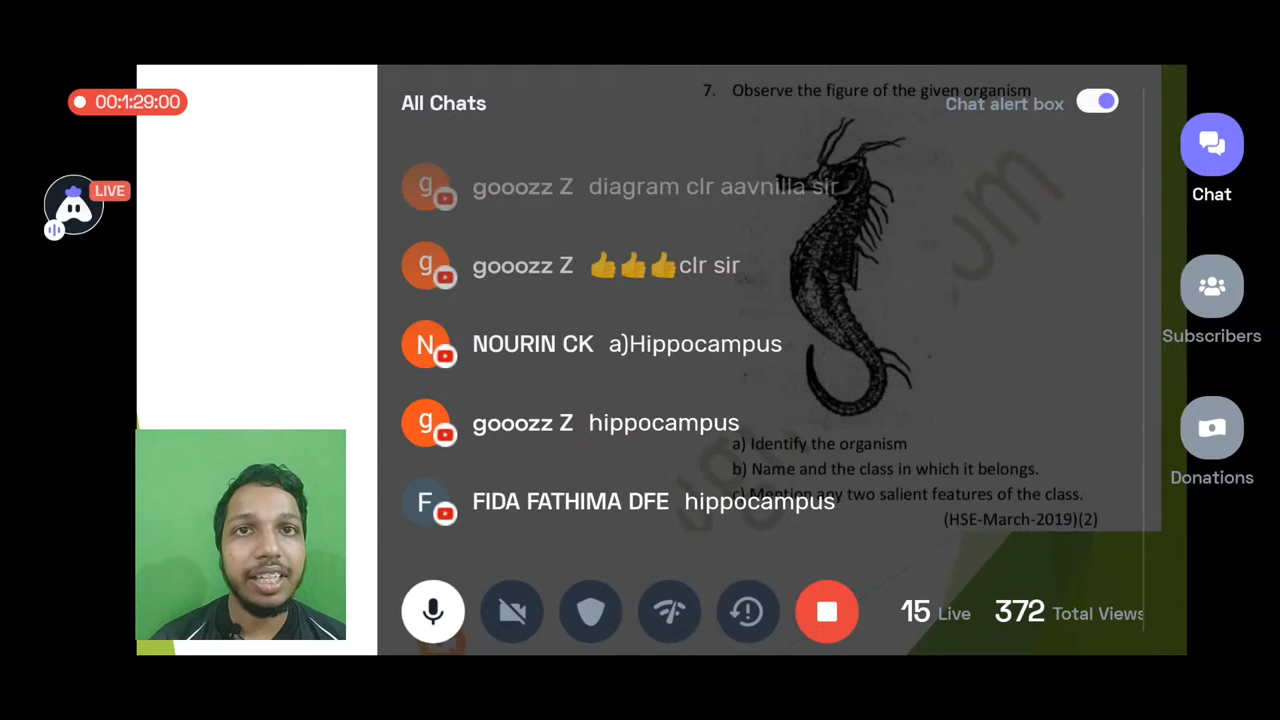 00:1:29:00
LIVE
All Chats
7. Observe the figure of the given organism
Chat alert box
g gooozz Z diagram clr aavnilla sir
g gooozz Z 👍👍👍clr sir
N NOURIN CK a)Hippocampus
g gooozz Z hippocampus
a) Identify the organism
b) Name and the class in which it belongs.
c) Mention any two salient features of the class.
F FIDA FATHIMA DFE hippocampus
(HSE-March-2019)(2)
15 Live 372 Total Views
Chat
Subscribers
Donations